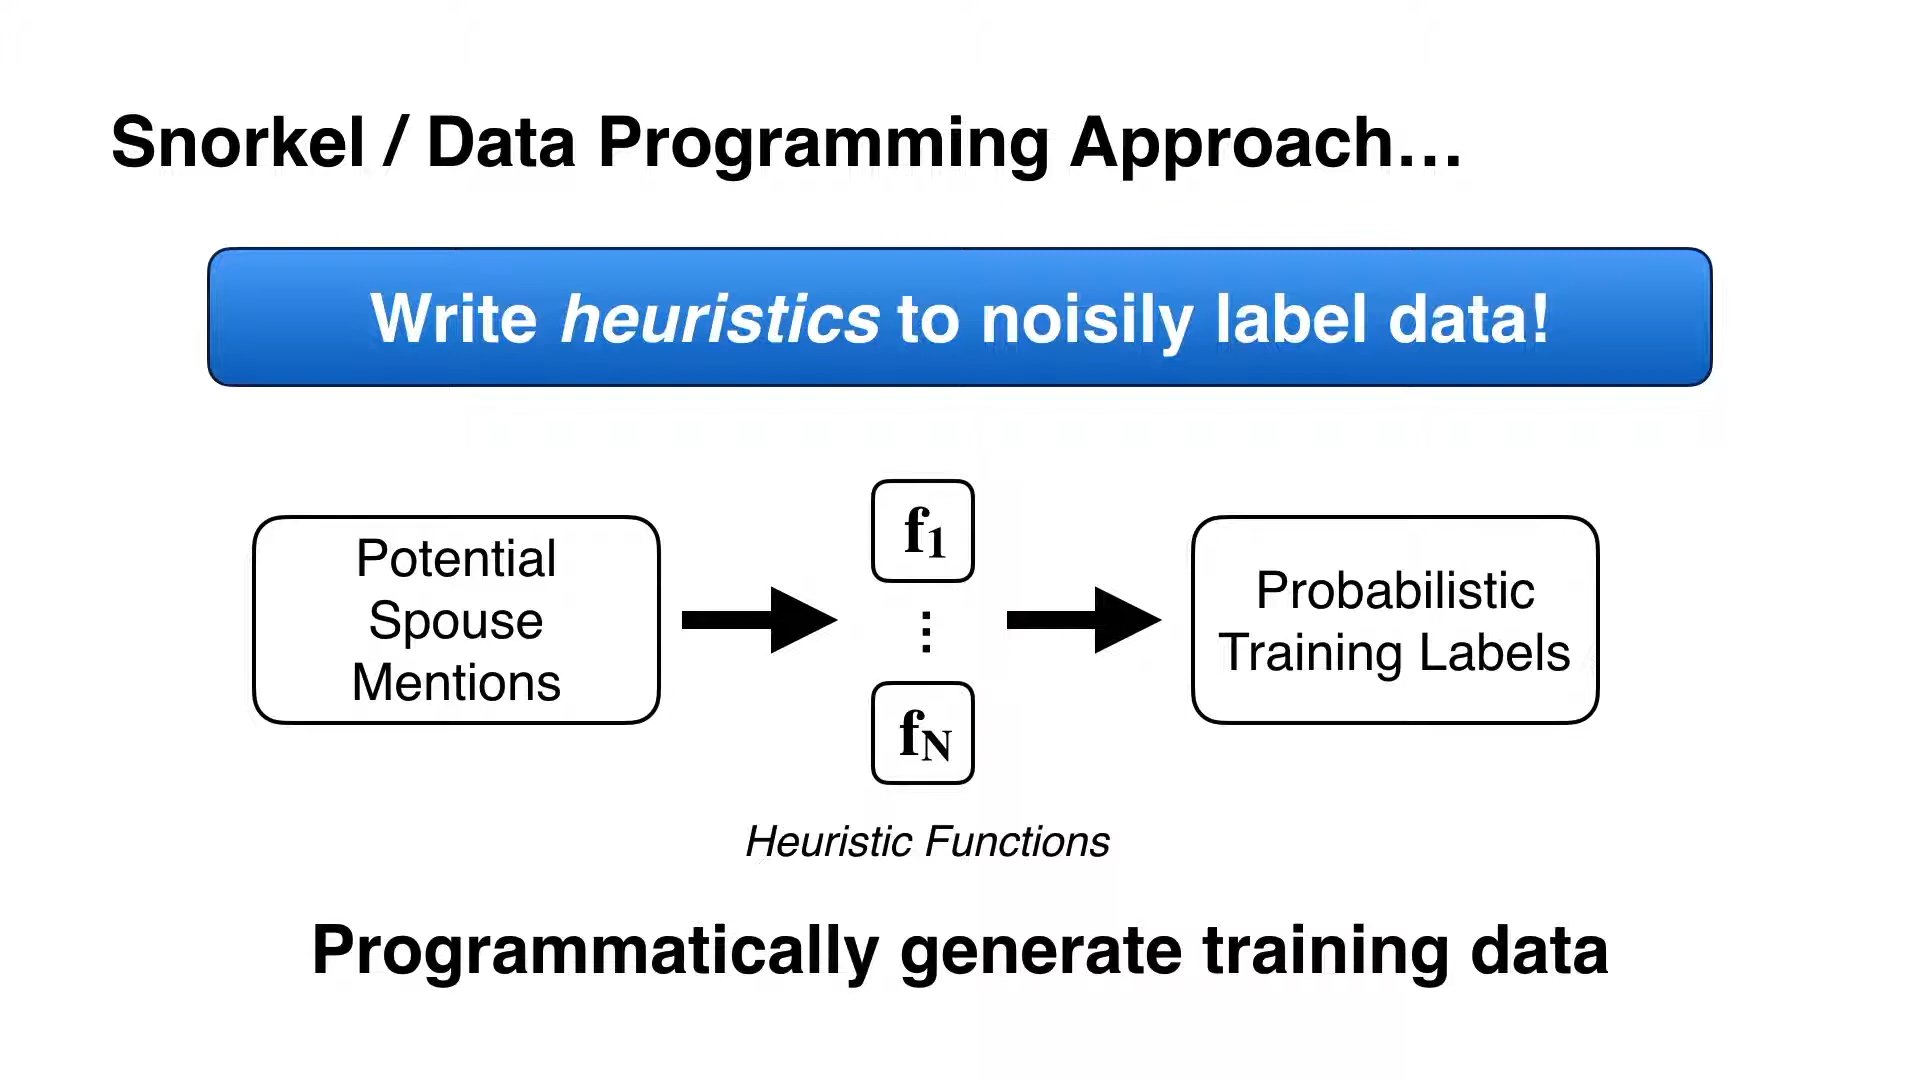 Snorkel / Data Programming Approach…
Write heuristics to noisily label data!
Potential
Spouse
Mentions
f1
⋮
fN
Probabilistic
Training Labels
Heuristic Functions
Programmatically generate training data